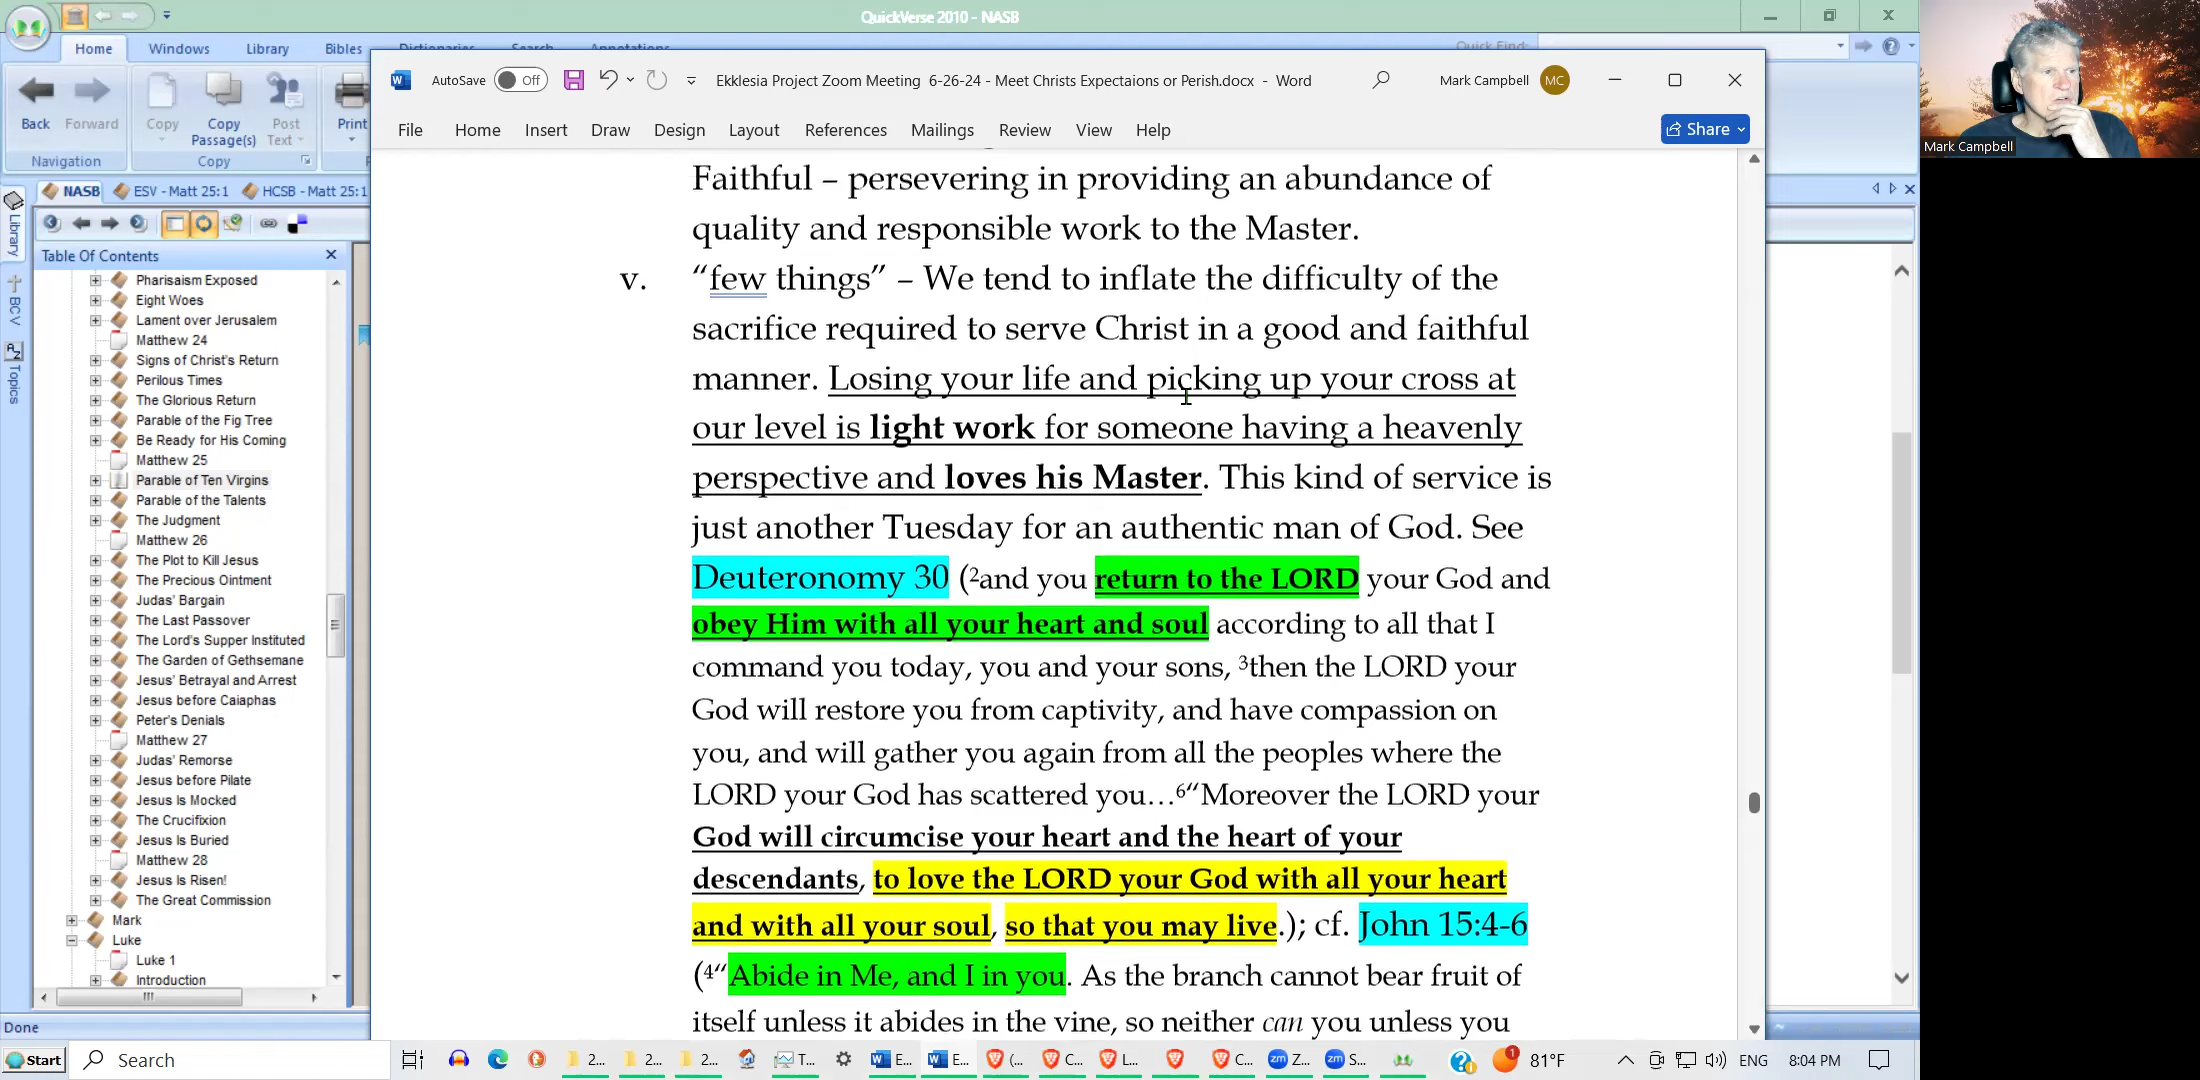 QuickVerse 2010 - NASB
Home Windows Library Bibles Dictionaries Search Annotations
Quick Find:
Back Forward Copy Copy Passage(s) Post Text Print
Navigation Copy
NASB ESV - Matt 25:1 HCSB - Matt 25:1
Library
BCV
Topics
Table Of Contents
Pharisaism Exposed
Eight Woes
Lament over Jerusalem
Matthew 24
Signs of Christ's Return
Perilous Times
The Glorious Return
Parable of the Fig Tree
Be Ready for His Coming
Matthew 25
Parable of Ten Virgins
Parable of the Talents
The Judgment
Matthew 26
The Plot to Kill Jesus
The Precious Ointment
Judas' Bargain
The Last Passover
The Lord's Supper Instituted
The Garden of Gethsemane
Jesus' Betrayal and Arrest
Jesus before Caiaphas
Peter's Denials
Matthew 27
Judas' Remorse
Jesus before Pilate
Jesus Is Mocked
The Crucifixion
Jesus Is Buried
Matthew 28
Jesus Is Risen!
The Great Commission
Mark
Luke
Luke 1
Introduction
Done
AutoSave Off Ekklesia Project Zoom Meeting 6-26-24 - Meet Christs Expectaions or Perish.docx - Word Mark Campbell MC
File Home Insert Draw Design Layout References Mailings Review View Help Share
Faithful – persevering in providing an abundance of
quality and responsible work to the Master.
v. “few things” – We tend to inflate the difficulty of the
sacrifice required to serve Christ in a good and faithful
manner. Losing your life and picking up your cross at
our level is light work for someone having a heavenly
perspective and loves his Master. This kind of service is
just another Tuesday for an authentic man of God. See
Deuteronomy 30 (2and you return to the LORD your God and
obey Him with all your heart and soul according to all that I
command you today, you and your sons, 3then the LORD your
God will restore you from captivity, and have compassion on
you, and will gather you again from all the peoples where the
LORD your God has scattered you…6“Moreover the LORD your
God will circumcise your heart and the heart of your
descendants, to love the LORD your God with all your heart
and with all your soul, so that you may live.); cf. John 15:4-6
(4“Abide in Me, and I in you. As the branch cannot bear fruit of
itself unless it abides in the vine, so neither can you unless you
Mark Campbell
Start Search 2... 2... 2... T... E... E... (... C... L... C... Z... S... 1 81°F ENG 8:04 PM